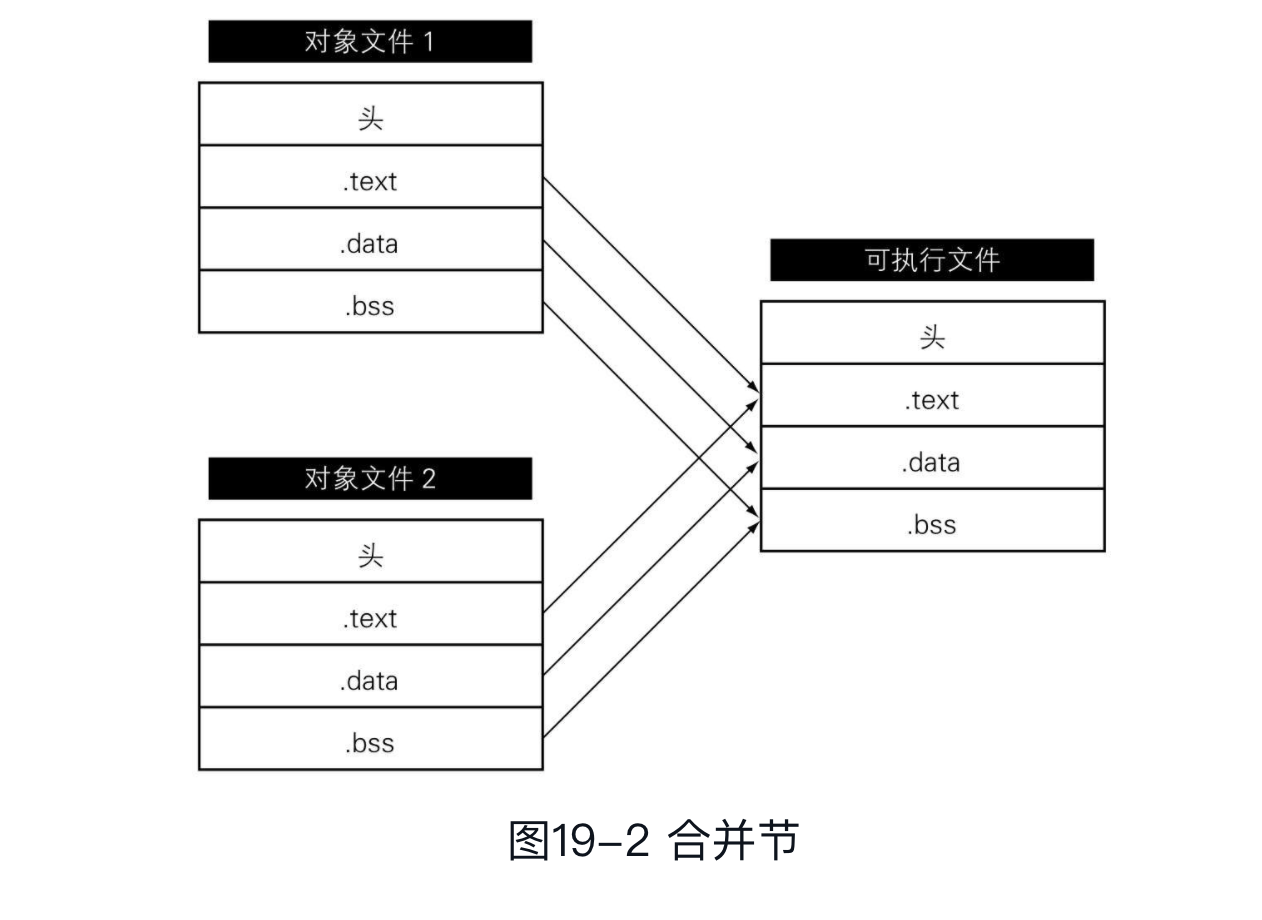 对象文件 1
头
.text
.data
.bss
对象文件 2
头
.text
.data
.bss
可执行文件
头
.text
.data
.bss
图19-2 合并节